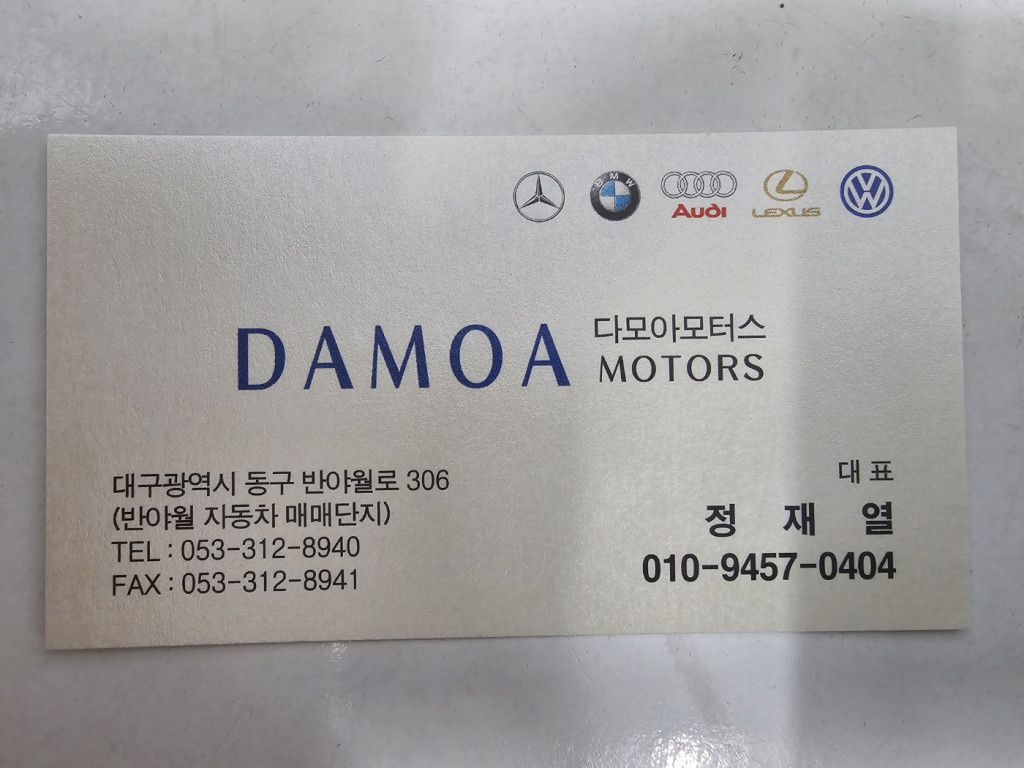 BMW
Audi
LEXUS
DAMOA
다모아모터스
MOTORS
대구광역시 동구 반야월로 306
(반야월 자동차 매매단지)
TEL : 053-312-8940
FAX : 053-312-8941
대 표
정 재 열
010-9457-0404